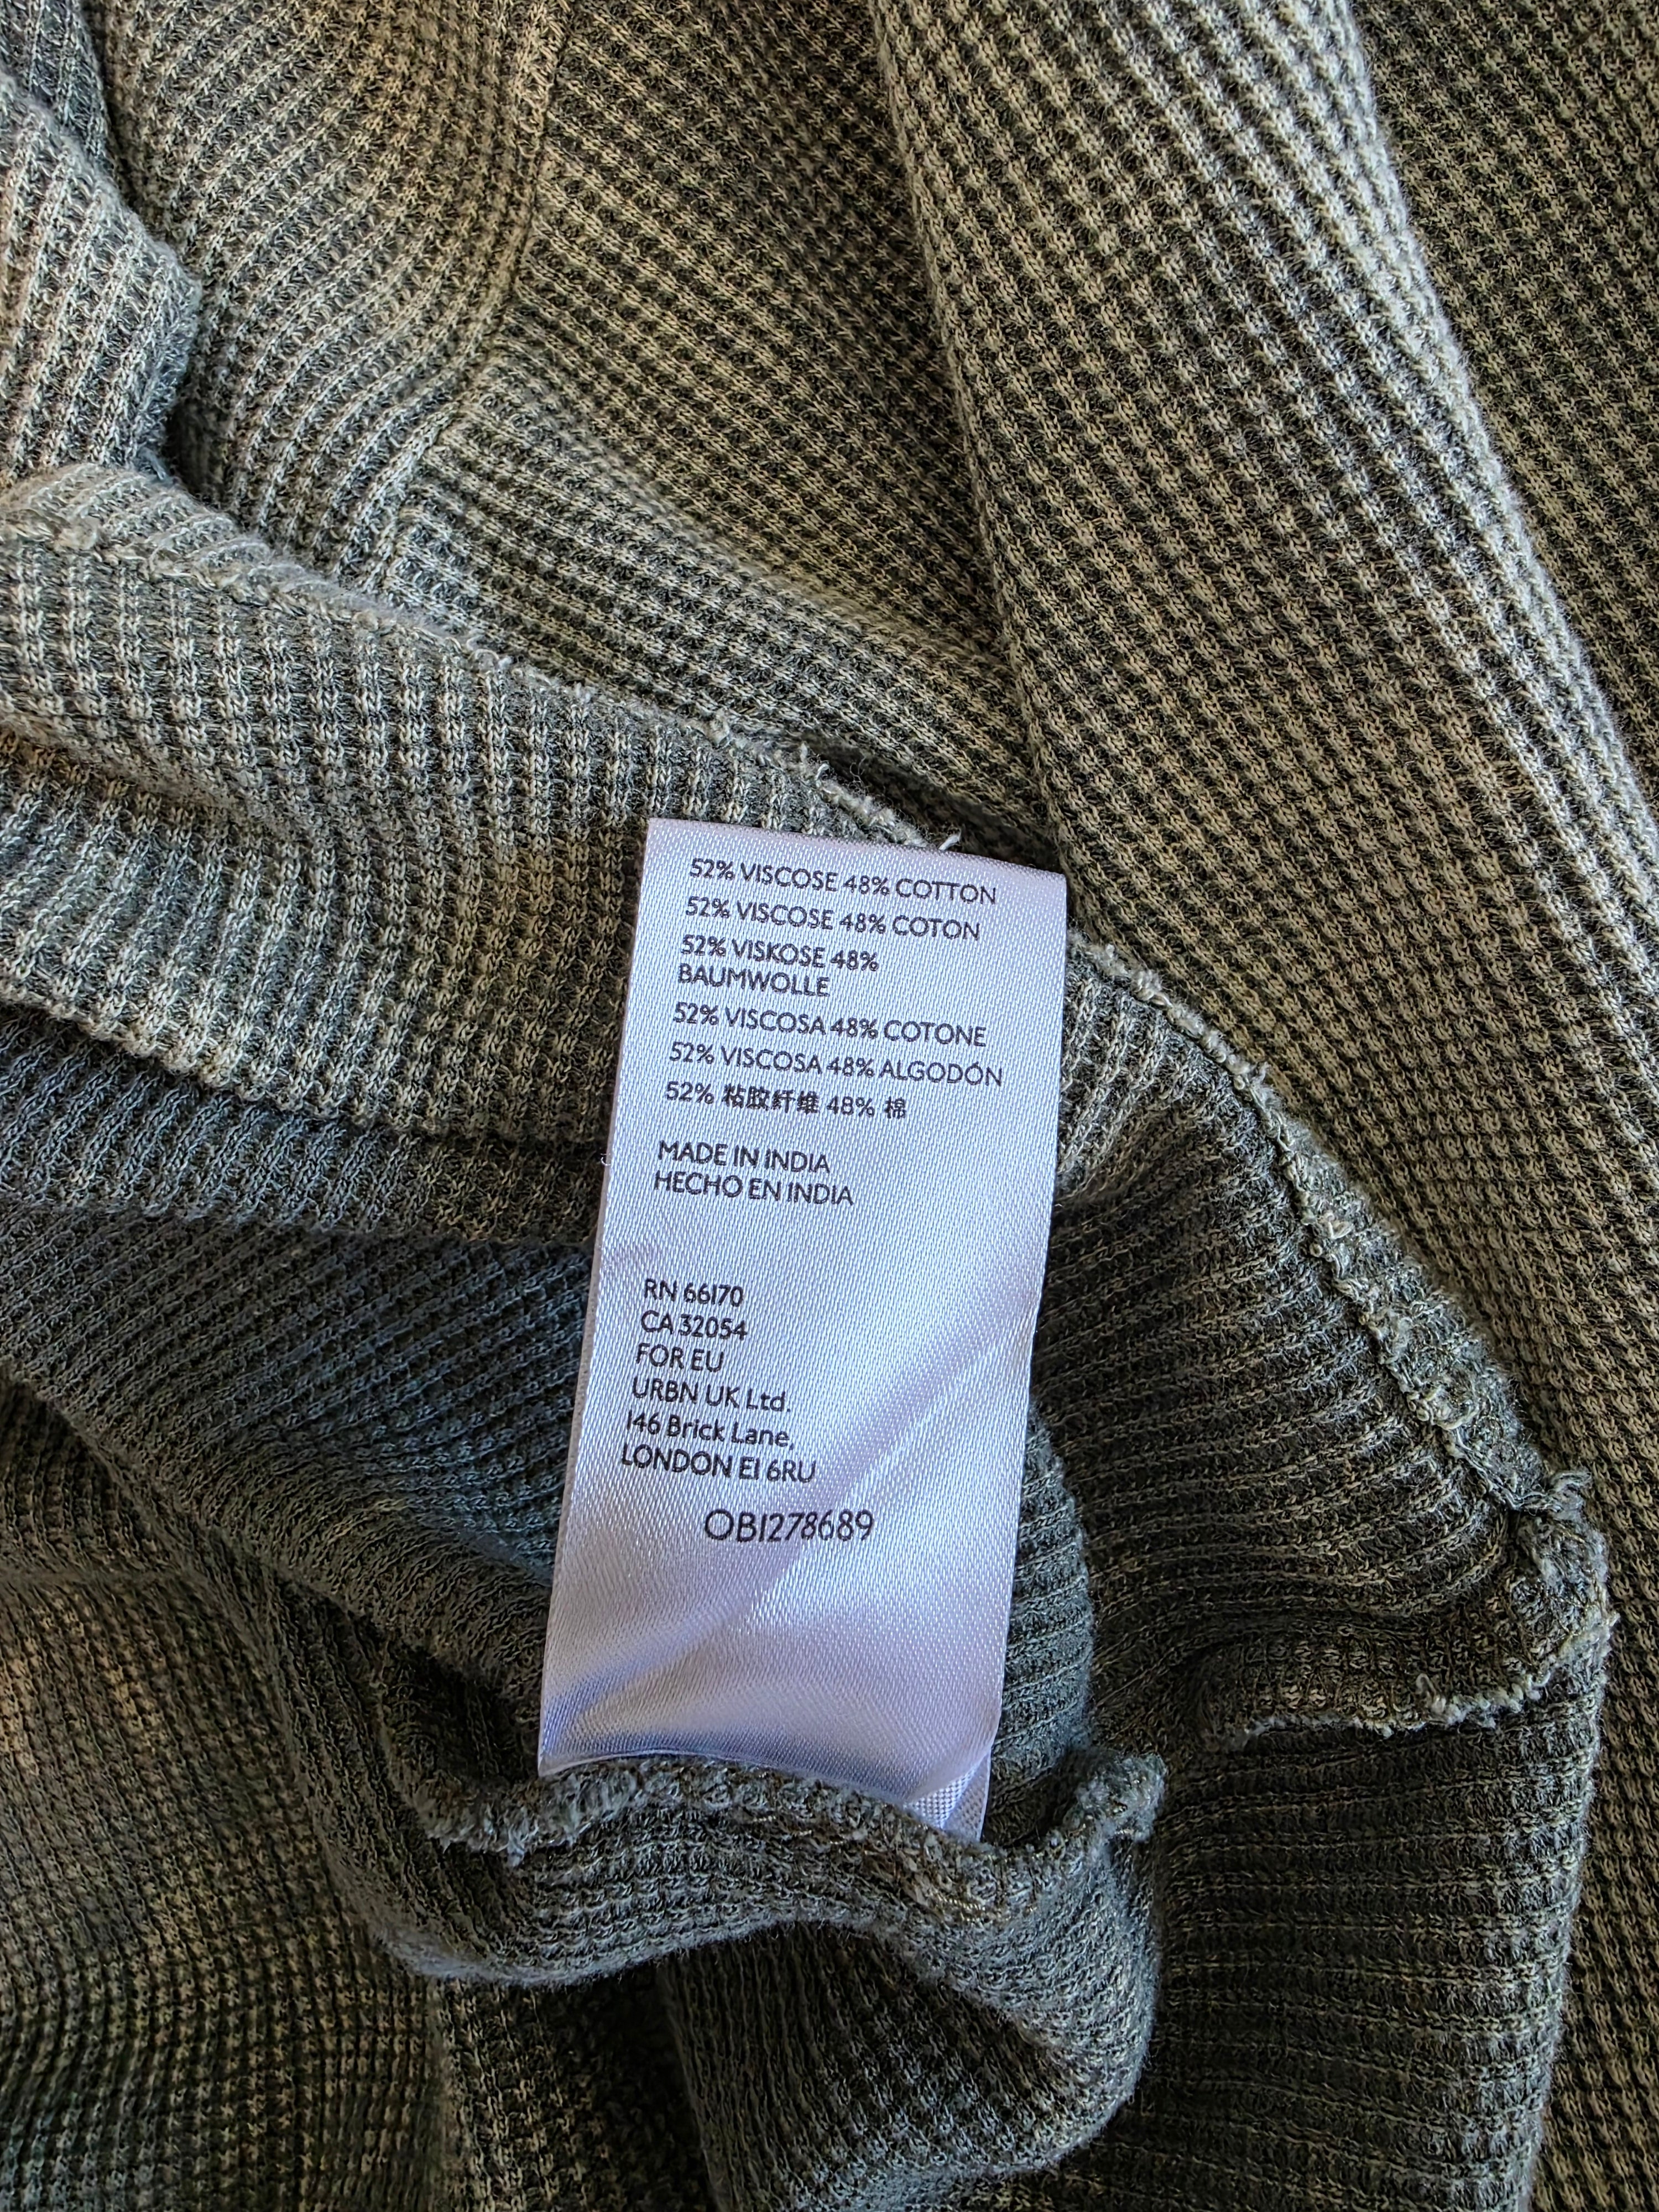 52% VISCOSE 48% COTTON
52% VISCOSE 48% COTON
52% VISKOSE 48%
BAUMWOLLE
52% VISCOSA 48% COTONE
52% VISCOSA 48% ALGODÓN
52% 粘胶纤维 48% 棉
MADE IN INDIA
HECHO EN INDIA
RN 66170
CA 32054
FOR EU
URBN UK Ltd.
146 Brick Lane,
LONDON E1 6RU
OB1278689